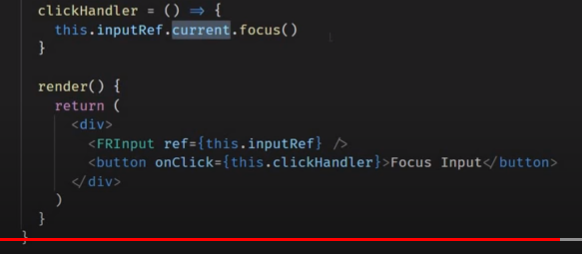 clickHandler = () => {
this.inputRef.current.focus()
}
render() {
return (
<div>
<FRInput ref={this.inputRef} />
<button onClick={this.clickHandler}>Focus Input</button>
</div>
)
}
}